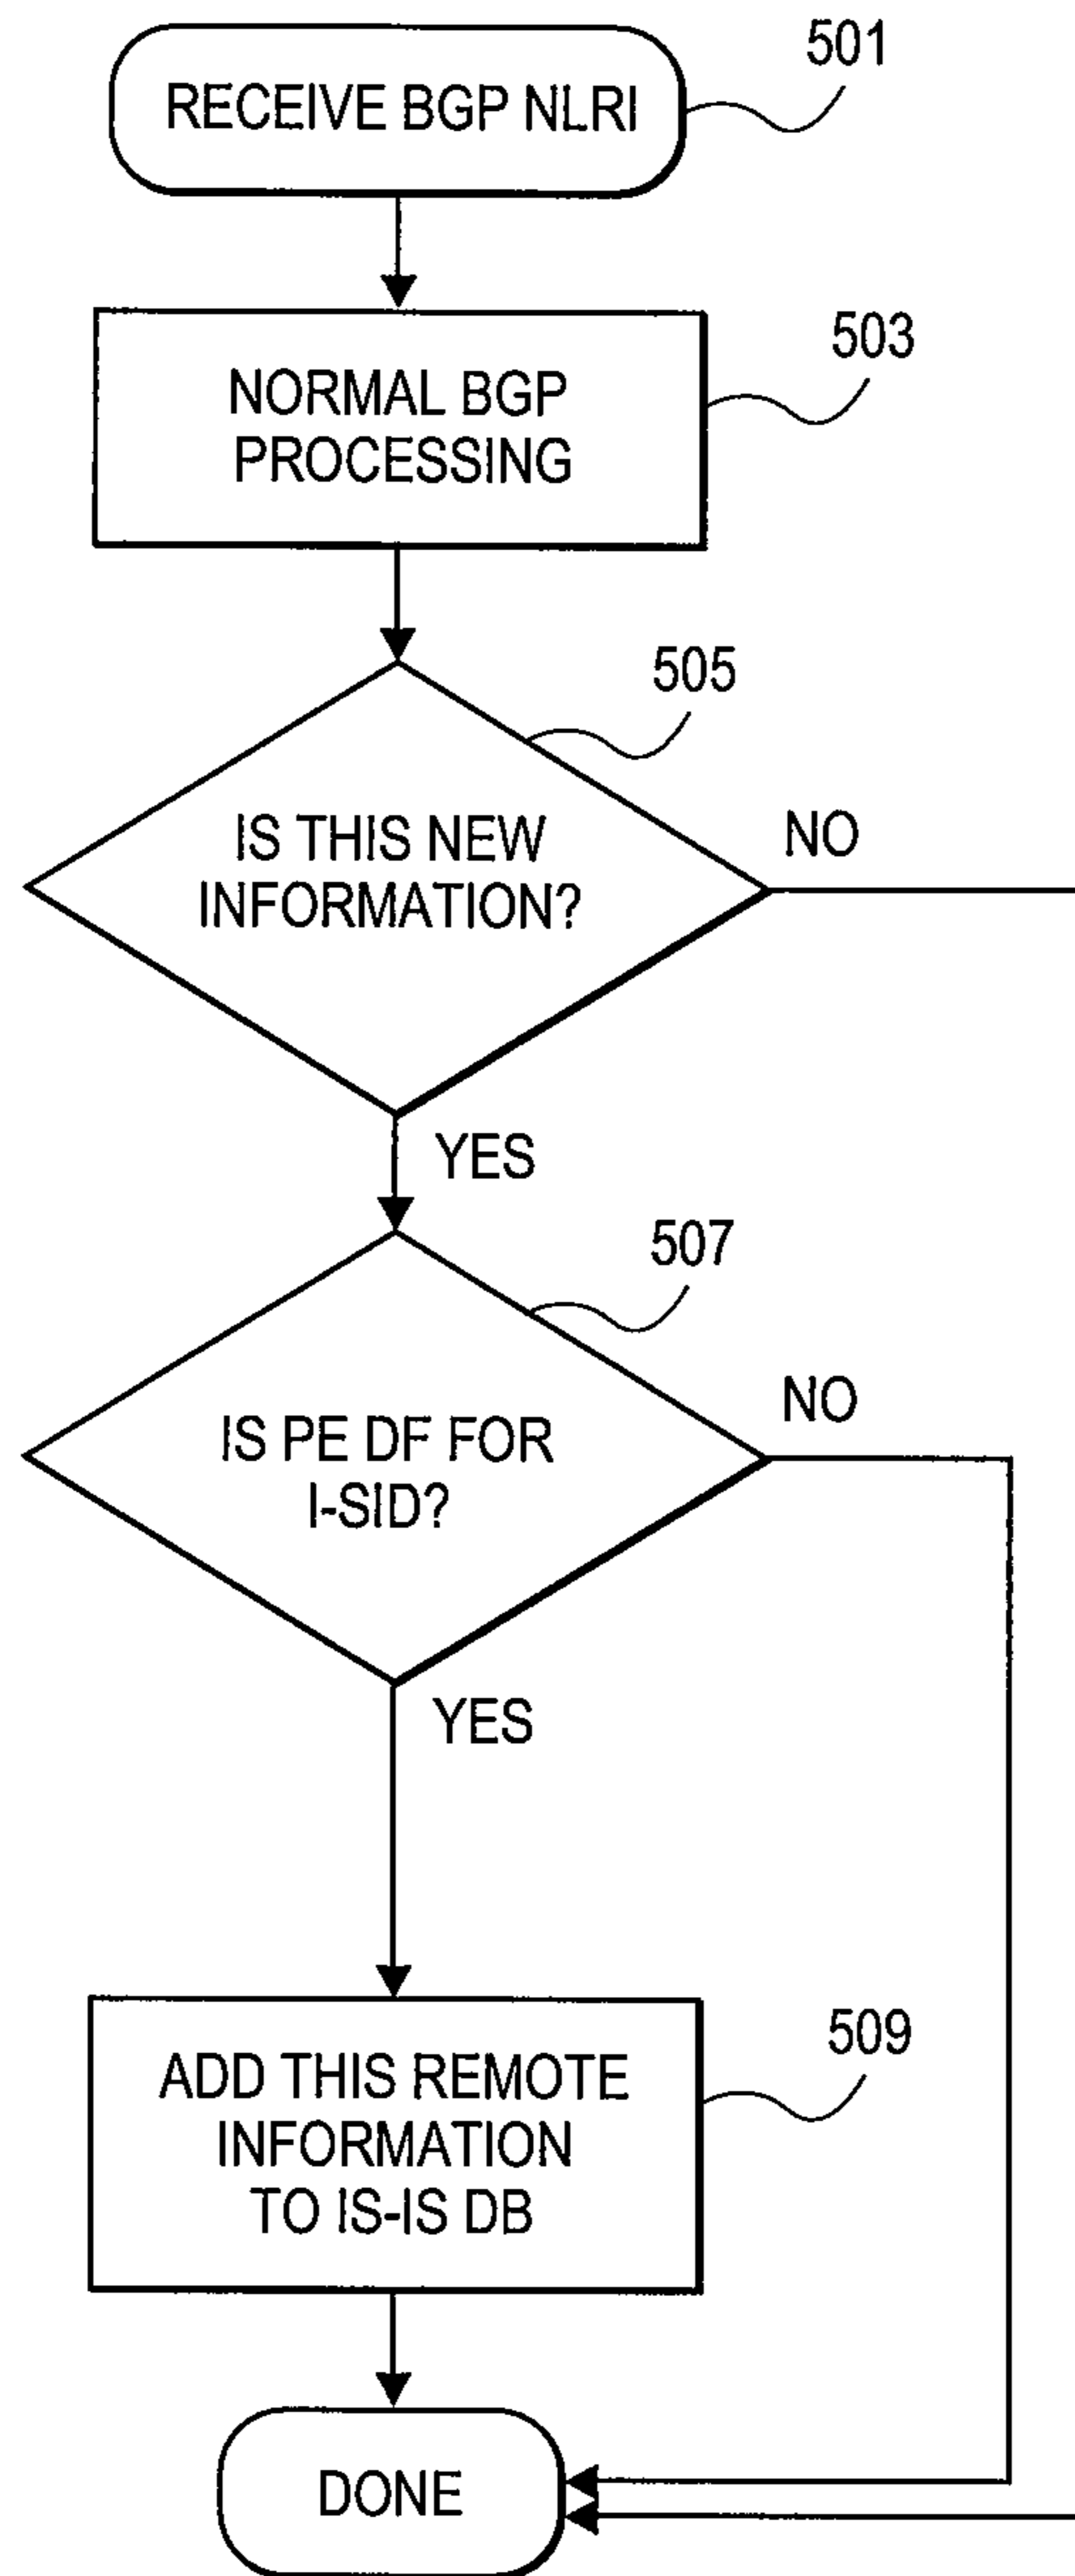 501
RECEIVE BGP NLRI
503
NORMAL BGP
PROCESSING
505
IS THIS NEW
INFORMATION?
NO
YES
507
IS PE DF FOR
I-SID?
NO
YES
509
ADD THIS REMOTE
INFORMATION
TO IS-IS DB
DONE